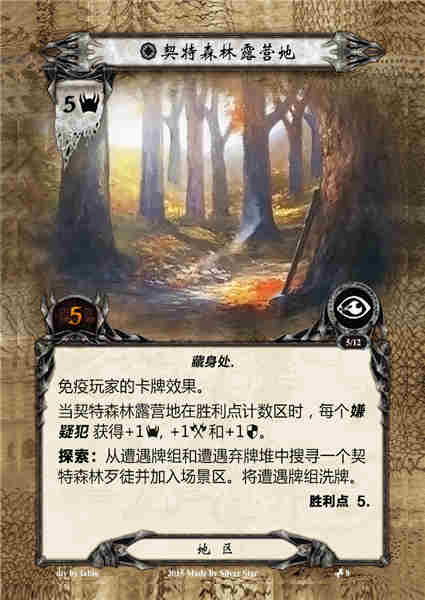 契特森林露营地
5
5
5/12
藏身处.
免疫玩家的卡牌效果。
当契特森林露营地在胜利点计数区时，每个嫌
疑犯 获得+1 , +1 和+1 。
探索：从遭遇牌组和遭遇弃牌堆中搜寻一个契
特森林歹徒并加入场景区。将遭遇牌组洗牌。
胜利点 5.
地 区
diy by fabin 2015 Made by Silver Star 8